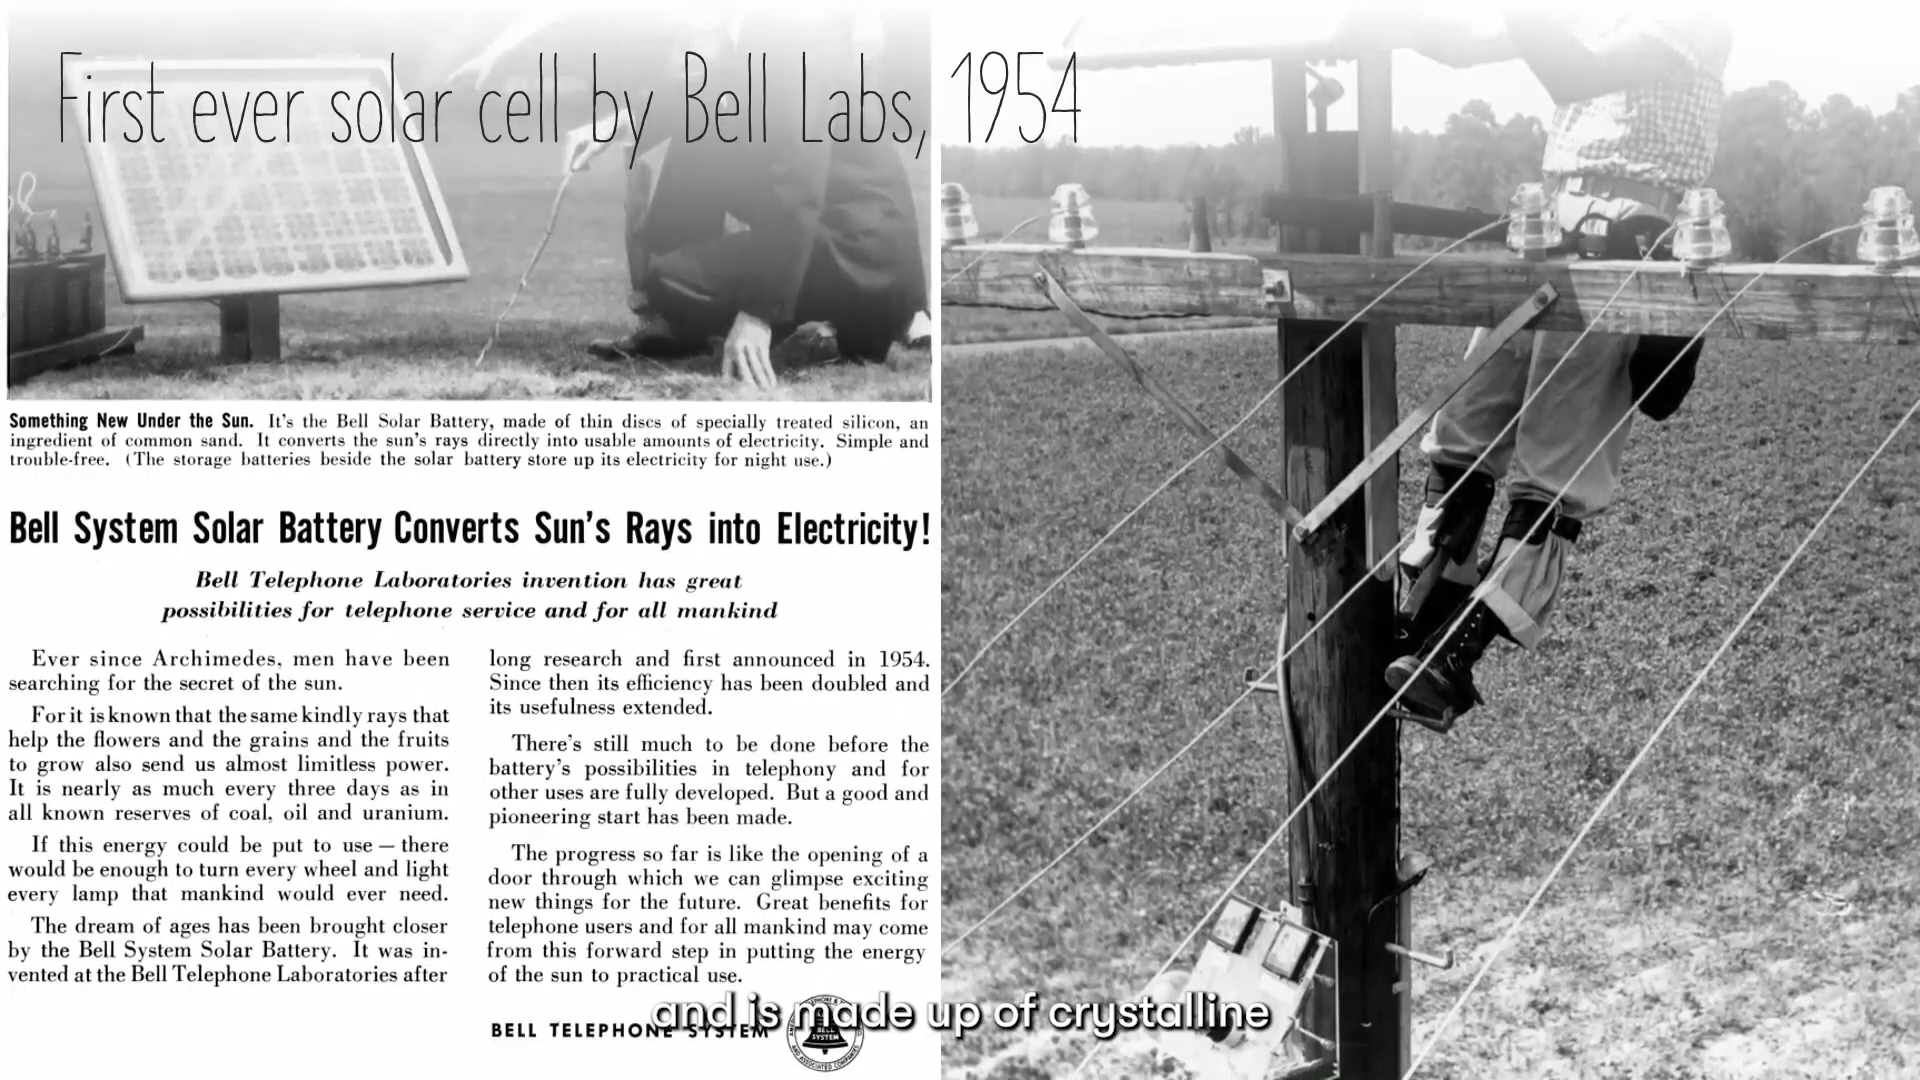 First ever solar cell by Bell Labs, 1954
Something New Under the Sun. It's the Bell Solar Battery, made of thin discs of specially treated silicon, an
ingredient of common sand. It converts the sun's rays directly into usable amounts of electricity. Simple and
trouble-free. (The storage batteries beside the solar battery store up its electricity for night use.)
Bell System Solar Battery Converts Sun's Rays into Electricity!
Bell Telephone Laboratories invention has great
possibilities for telephone service and for all mankind
Ever since Archimedes, men have been
searching for the secret of the sun.
For it is known that the same kindly rays that
help the flowers and the grains and the fruits
to grow also send us almost limitless power.
It is nearly as much every three days as in
all known reserves of coal, oil and uranium.
If this energy could be put to use — there
would be enough to turn every wheel and light
every lamp that mankind would ever need.
The dream of ages has been brought closer
by the Bell System Solar Battery. It was in-
vented at the Bell Telephone Laboratories after
long research and first announced in 1954.
Since then its efficiency has been doubled and
its usefulness extended.
There's still much to be done before the
battery's possibilities in telephony and for
other uses are fully developed. But a good and
pioneering start has been made.
The progress so far is like the opening of a
door through which we can glimpse exciting
new things for the future. Great benefits for
telephone users and for all mankind may come
from this forward step in putting the energy
of the sun to practical use.
BELL TELEPHONE SYSTEM
BELL
SYSTEM
and is made up of crystalline